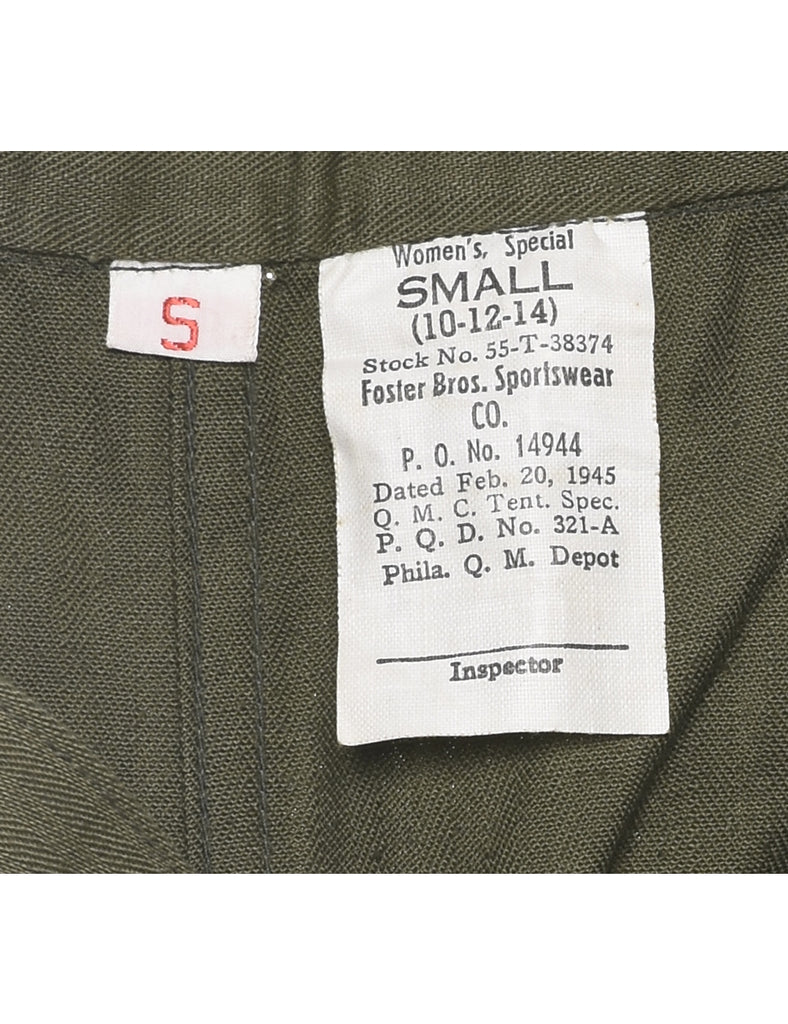 S
Women's, Special
SMALL
(10-12-14)
Stock No. 55-T-38374
Foster Bros. Sportswear
CO.
P. O. No. 14944
Dated Feb. 20, 1945
Q. M. C. Tent. Spec.
P. Q. D. No. 321-A
Phila. Q. M. Depot
Inspector